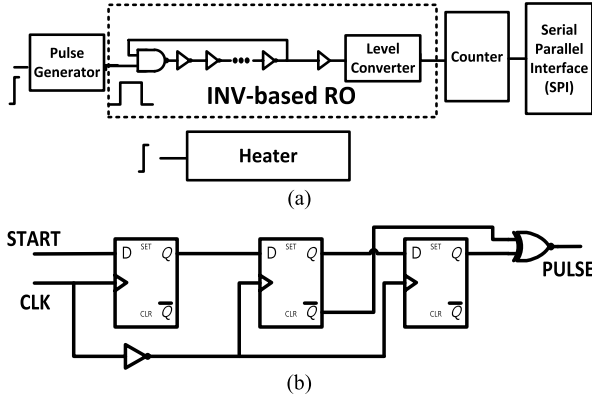 Pulse
Generator
Level
Converter
Counter
Serial
Parallel
Interface
(SPI)
INV-based RO
Heater
(a)
START
CLK
D SET Q
CLR Q
D SET Q
CLR Q
D SET Q
CLR Q
PULSE
(b)